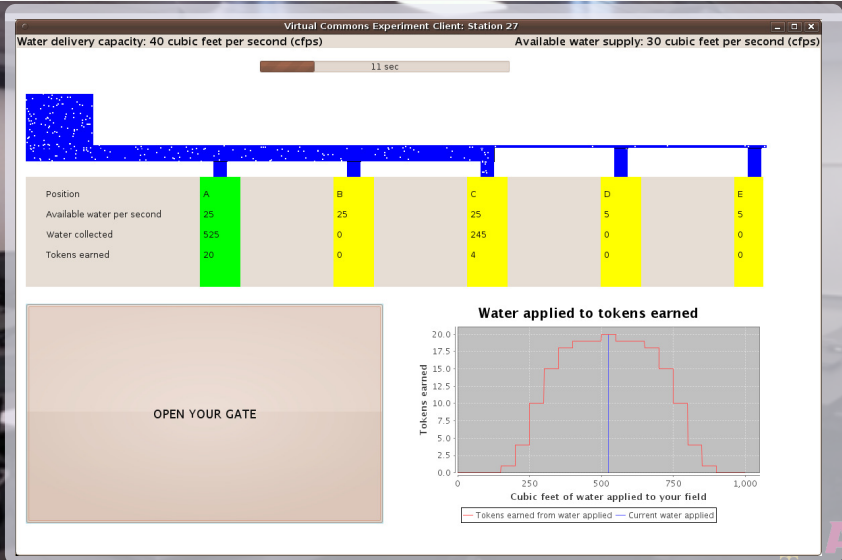 Virtual Commons Experiment Client: Station 27
Water delivery capacity: 40 cubic feet per second (cfps) Available water supply: 30 cubic feet per second (cfps)
11 sec
Position A B C D E
Available water per second 25 25 25 5 5
Water collected 525 0 245 0 0
Tokens earned 20 0 4 0 0
OPEN YOUR GATE
Water applied to tokens earned
Tokens earned
20.0
17.5
15.0
12.5
10.0
7.5
5.0
2.5
0.0
0 250 500 750 1,000
Cubic feet of water applied to your field
Tokens earned from water applied Current water applied